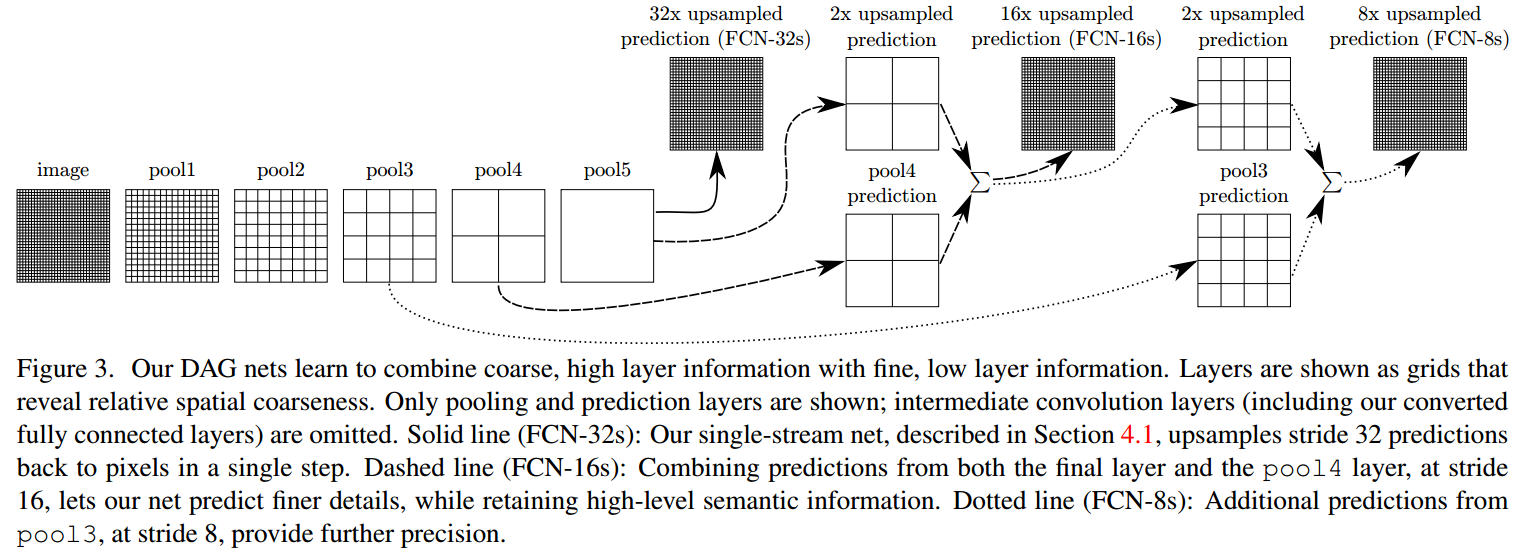 32x upsampled
prediction (FCN-32s)
2x upsampled
prediction
16x upsampled
prediction (FCN-16s)
2x upsampled
prediction
8x upsampled
prediction (FCN-8s)
image
pool1
pool2
pool3
pool4
pool5
pool4
prediction
pool3
prediction
∑
∑
Figure 3. Our DAG nets learn to combine coarse, high layer information with fine, low layer information. Layers are shown as grids that
reveal relative spatial coarseness. Only pooling and prediction layers are shown; intermediate convolution layers (including our converted
fully connected layers) are omitted. Solid line (FCN-32s): Our single-stream net, described in Section 4.1, upsamples stride 32 predictions
back to pixels in a single step. Dashed line (FCN-16s): Combining predictions from both the final layer and the pool4 layer, at stride
16, lets our net predict finer details, while retaining high-level semantic information. Dotted line (FCN-8s): Additional predictions from
pool3, at stride 8, provide further precision.